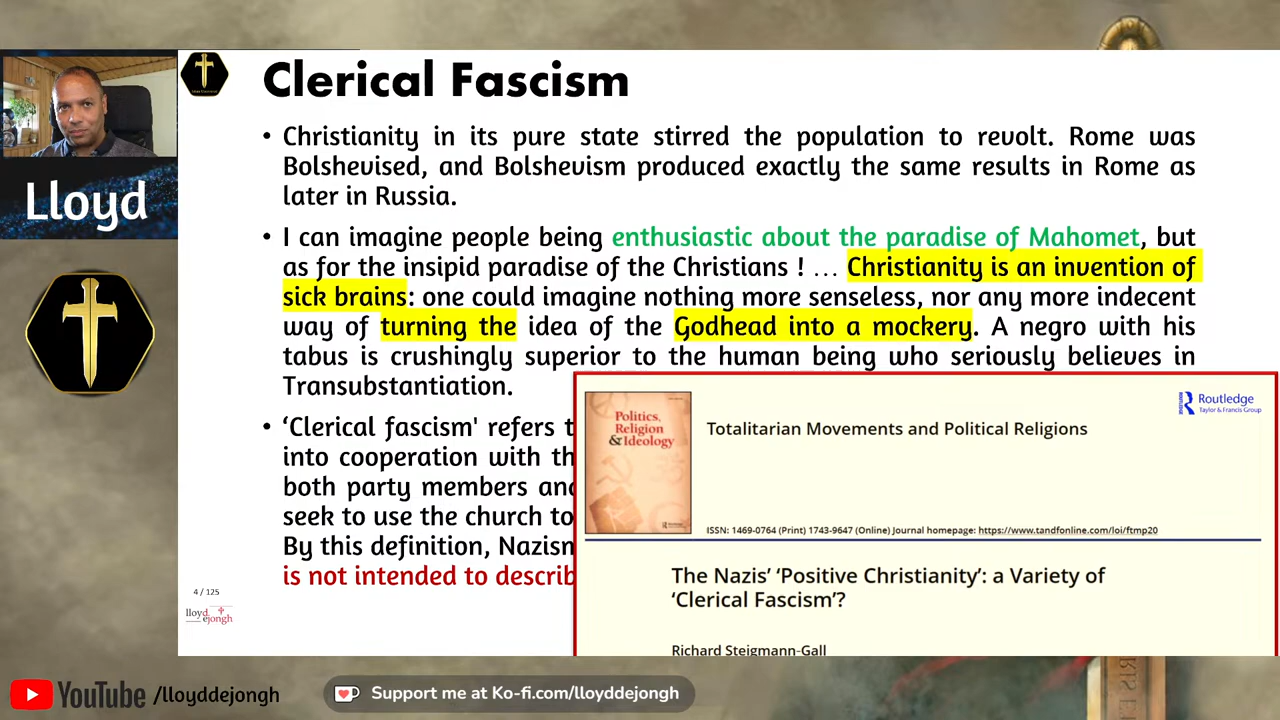 Clerical Fascism
• Christianity in its pure state stirred the population to revolt. Rome was
Bolshevised, and Bolshevism produced exactly the same results in Rome as
later in Russia.
• I can imagine people being enthusiastic about the paradise of Mahomet, but
as for the insipid paradise of the Christians ! … Christianity is an invention of
sick brains: one could imagine nothing more senseless, nor any more indecent
way of turning the idea of the Godhead into a mockery. A negro with his
tabus is crushingly superior to the human being who seriously believes in
Transubstantiation.
• ‘Clerical fascism' refers t
into cooperation with th
both party members and
seek to use the church to
By this definition, Nazism
is not intended to describ
Politics,
Religion
& Ideology
Routledge
Taylor & Francis Group
Totalitarian Movements and Political Religions
ISSN: 1469-0764 (Print) 1743-9647 (Online) Journal homepage: https://www.tandfonline.com/loi/ftmp20
The Nazis’ ‘Positive Christianity’: a Variety of
‘Clerical Fascism’?
Richard Steigmann-Gall
4 / 125
lloyd
ejongh
Lloyd
YouTube /lloyddejongh
Support me at Ko-fi.com/lloyddejongh